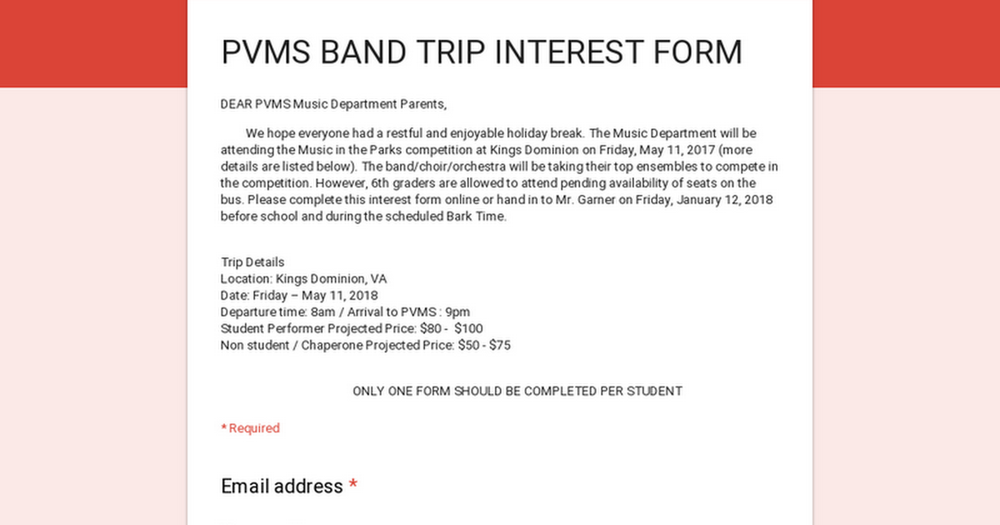 PVMS BAND TRIP INTEREST FORM
DEAR PVMS Music Department Parents,
We hope everyone had a restful and enjoyable holiday break. The Music Department will be
attending the Music in the Parks competition at Kings Dominion on Friday, May 11, 2017 (more
details are listed below). The band/choir/orchestra will be taking their top ensembles to compete in
the competition. However, 6th graders are allowed to attend pending availability of seats on the
bus. Please complete this interest form online or hand in to Mr. Garner on Friday, January 12, 2018
before school and during the scheduled Bark Time.
Trip Details
Location: Kings Dominion, VA
Date: Friday – May 11, 2018
Departure time: 8am / Arrival to PVMS : 9pm
Student Performer Projected Price: $80 -  $100
Non student / Chaperone Projected Price: $50 - $75
ONLY ONE FORM SHOULD BE COMPLETED PER STUDENT
* Required
Email address *